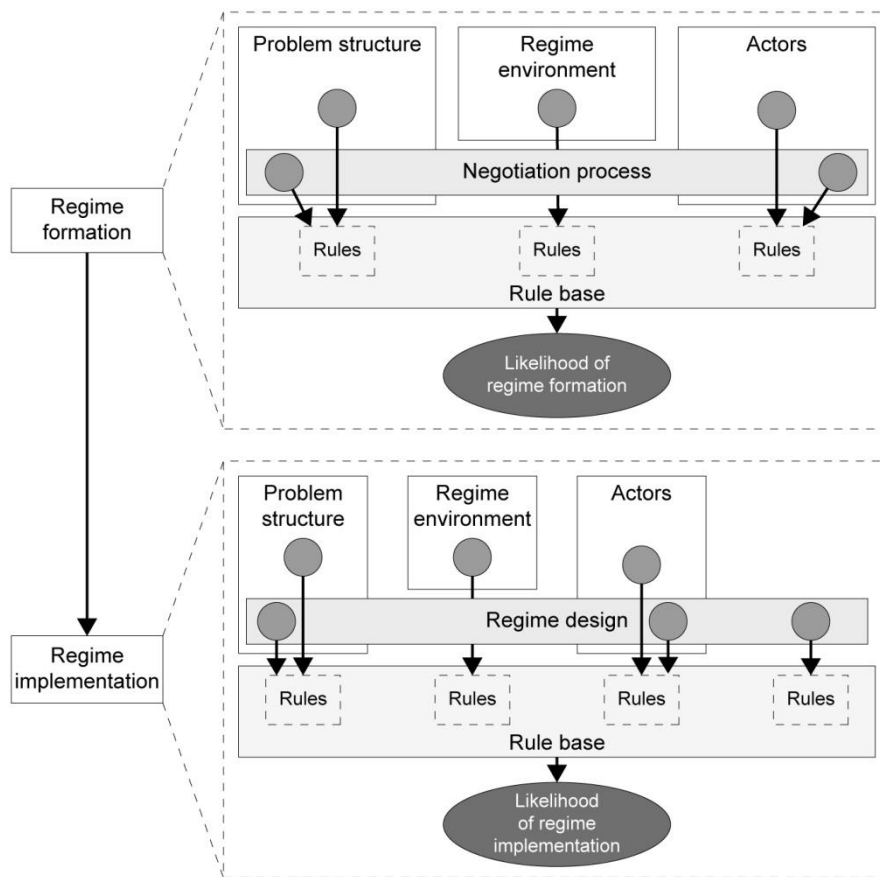 Problem structure
Regime
environment
Actors
Negotiation process
Regime
formation
Rules
Rules
Rules
Rule base
Likelihood of
regime formation
Problem
structure
Regime
environment
Actors
Regime design
Regime
implementation
Rules
Rules
Rules
Rules
Rule base
Likelihood
of regime
implementation